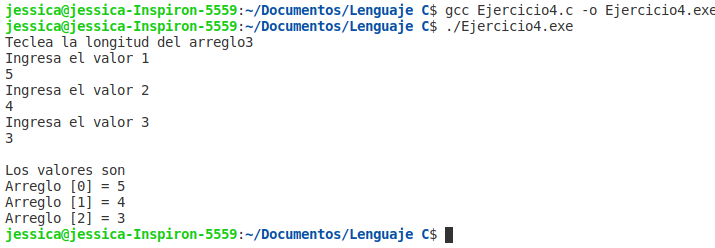 jessica@jessica-Inspiron-5559:~/Documentos/Lenguaje C$ gcc Ejercicio4.c -o Ejercicio4.exe
jessica@jessica-Inspiron-5559:~/Documentos/Lenguaje C$ ./Ejercicio4.exe
Teclea la longitud del arreglo3
Ingresa el valor 1
5
Ingresa el valor 2
4
Ingresa el valor 3
3
Los valores son
Arreglo [0] = 5
Arreglo [1] = 4
Arreglo [2] = 3
jessica@jessica-Inspiron-5559:~/Documentos/Lenguaje C$